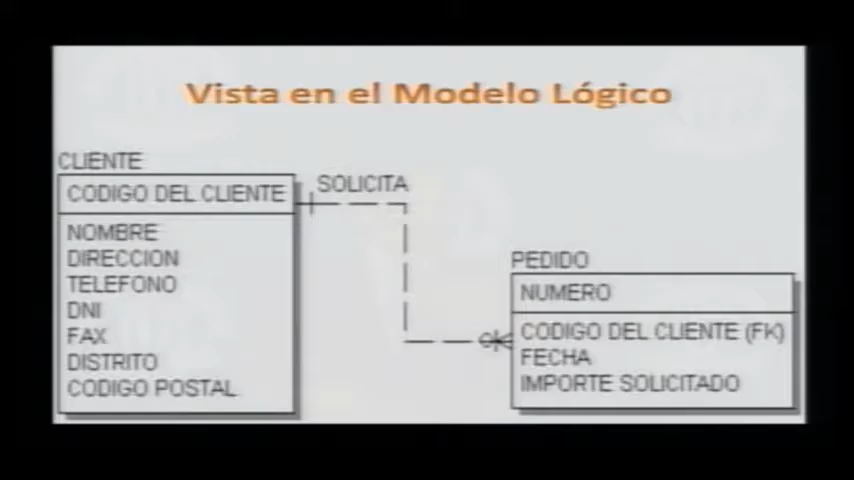 Vista en el Modelo Lógico
CLIENTE
CODIGO DEL CLIENTE
NOMBRE
DIRECCION
TELEFONO
DNI
FAX
DISTRITO
CODIGO POSTAL
SOLICITA
PEDIDO
NUMERO
CODIGO DEL CLIENTE (FK)
FECHA
IMPORTE SOLICITADO